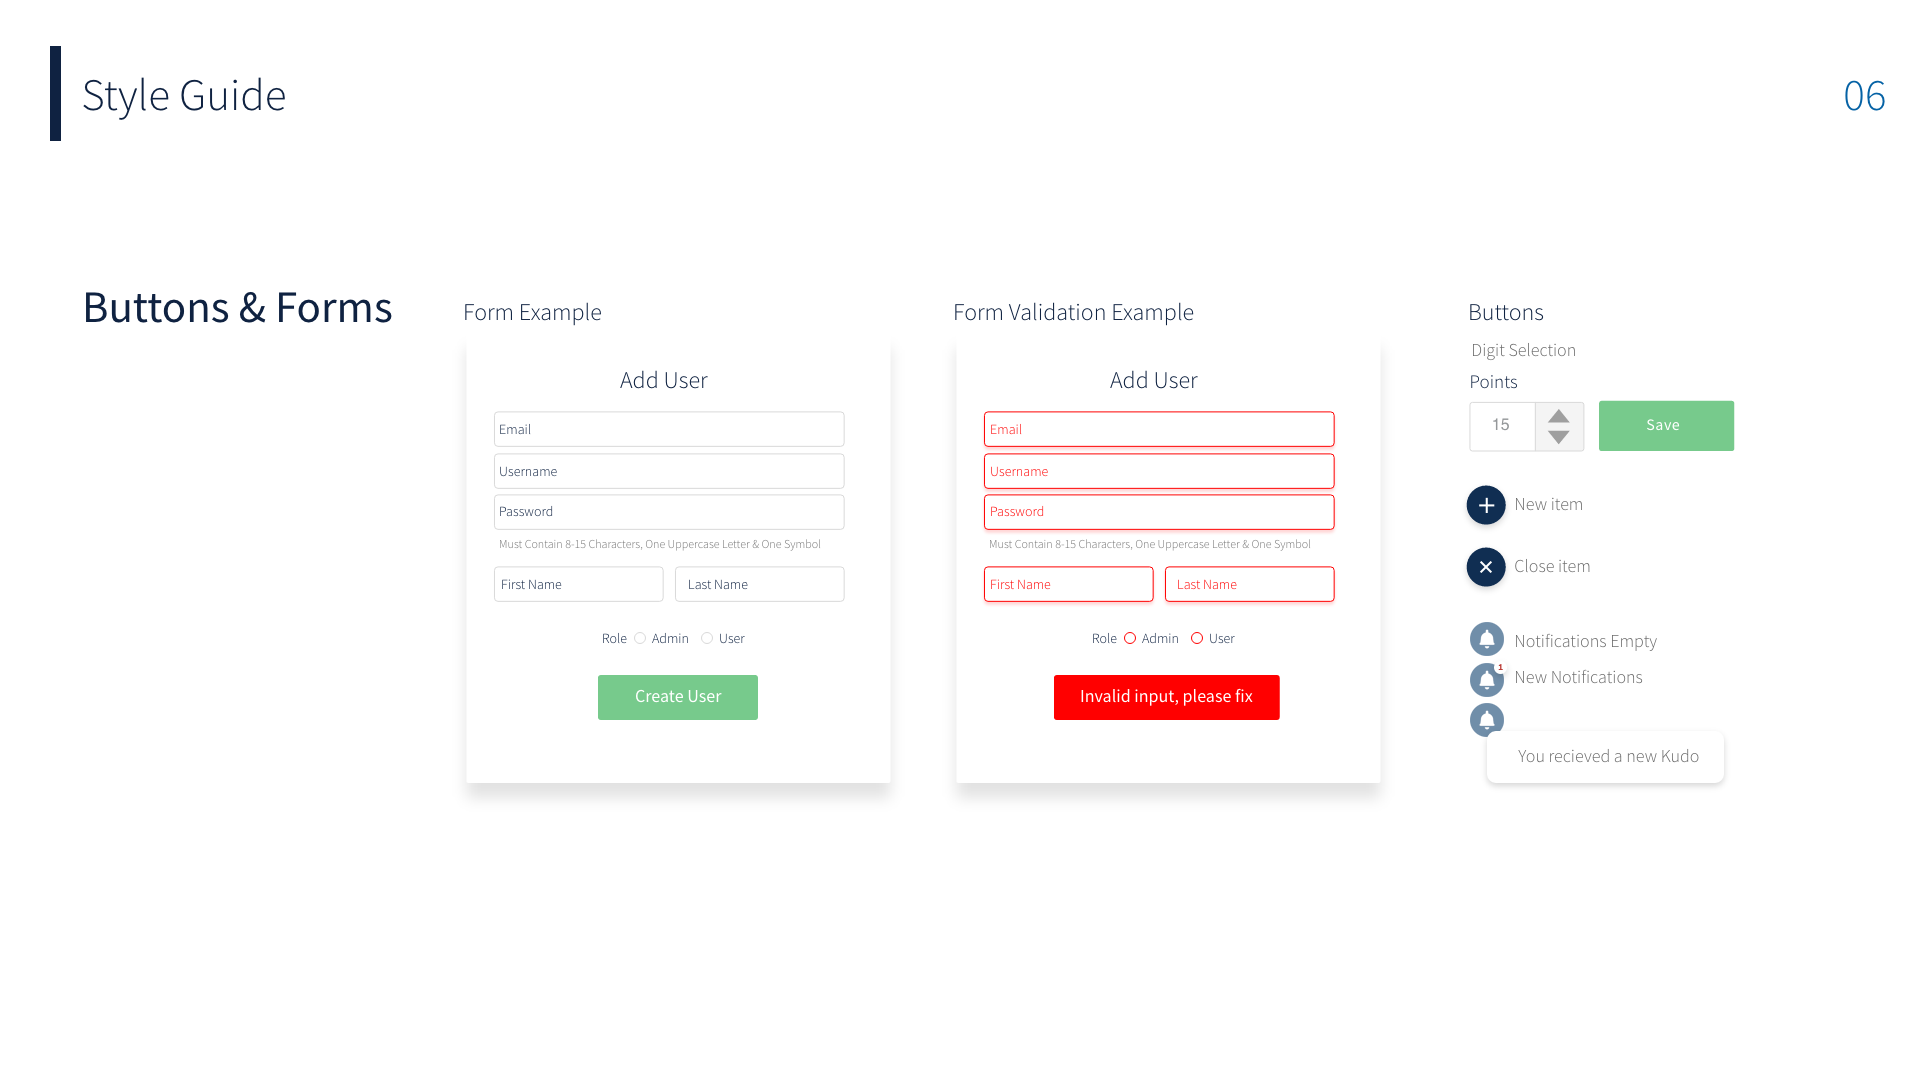 Style Guide
06
Buttons & Forms
Form Example
Add User
Email
Username
Password
Must Contain 8-15 Characters, One Uppercase Letter & One Symbol
First Name Last Name
Role Admin User
Create User
Form Validation Example
Add User
Email
Username
Password
Must Contain 8-15 Characters, One Uppercase Letter & One Symbol
First Name Last Name
Role Admin User
Invalid input, please fix
Buttons
Digit Selection
Points
15 Save
New item
Close item
Notifications Empty
1
New Notifications
You recieved a new Kudo